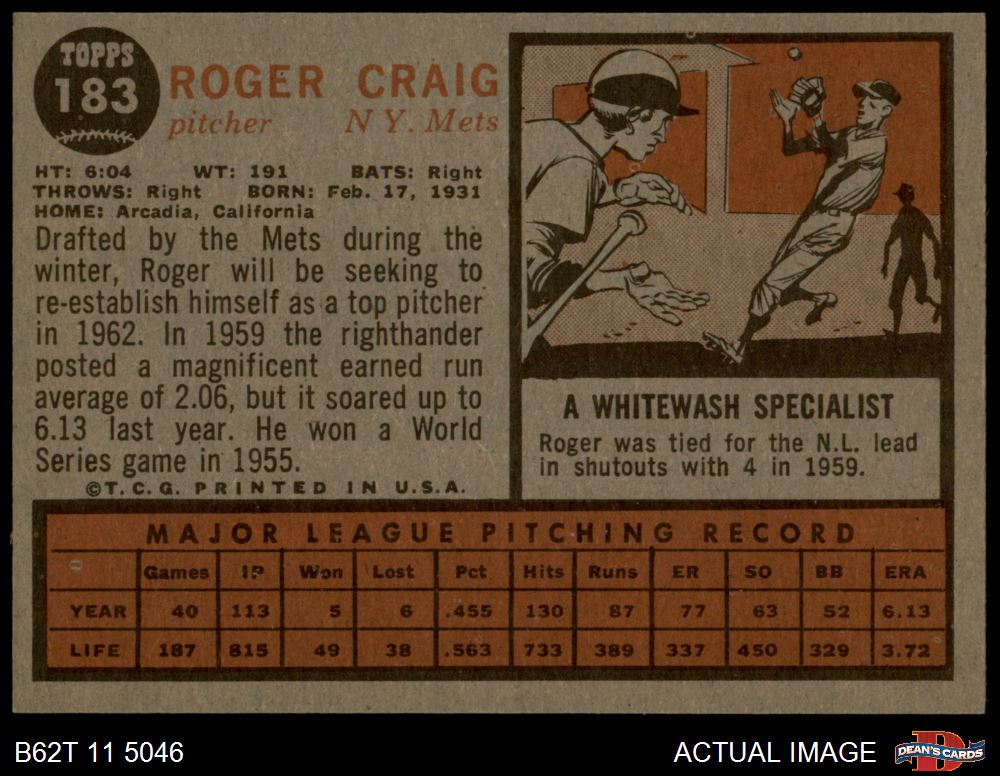 TOPPS
183
ROGER CRAIG
pitcher N Y. Mets
HT: 6:04 WT: 191 BATS: Right
THROWS: Right BORN: Feb. 17, 1931
HOME: Arcadia, California
Drafted by the Mets during the
winter, Roger will be seeking to
re-establish himself as a top pitcher
in 1962. In 1959 the righthander
posted a magnificent earned run
average of 2.06, but it soared up to
6.13 last year. He won a World
Series game in 1955.
©T.C.G. PRINTED IN U.S.A.
A WHITEWASH SPECIALIST
Roger was tied for the N.L. lead
in shutouts with 4 in 1959.
MAJOR LEAGUE PITCHING RECORD
Games IP Won Lost Pct Hits Runs ER SO BB ERA
YEAR 40 113 5 6 .455 130 87 77 63 52 6.13
LIFE 187 815 49 38 .563 733 389 337 450 329 3.72
B62T 11 5046
ACTUAL IMAGE
D
DEAN'S CARDS